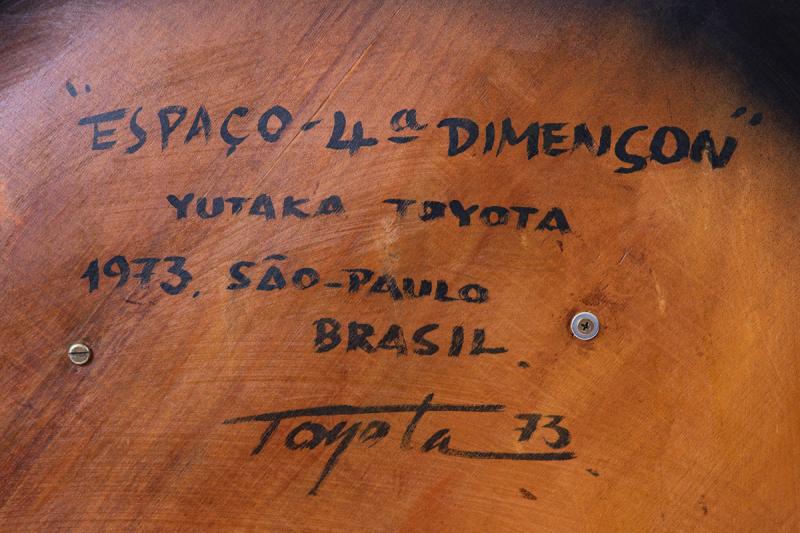 "ESPAÇO-4ª DIMENÇON"
YUTAKA TOYOTA
1973. SÃO-PAULO
BRASIL.
Toyota 73